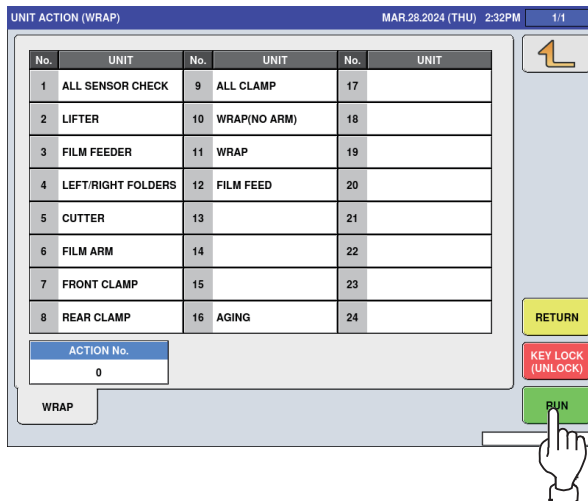 UNIT ACTION (WRAP) MAR.28.2024 (THU) 2:32PM 1/1
No. UNIT No. UNIT No. UNIT
1 ALL SENSOR CHECK 9 ALL CLAMP 17
2 LIFTER 10 WRAP(NO ARM) 18
3 FILM FEEDER 11 WRAP 19
4 LEFT/RIGHT FOLDERS 12 FILM FEED 20
5 CUTTER 13 21
6 FILM ARM 14 22
7 FRONT CLAMP 15 23
8 REAR CLAMP 16 AGING 24
RETURN
ACTION No.
0
KEY LOCK
(UNLOCK)
WRAP
RUN